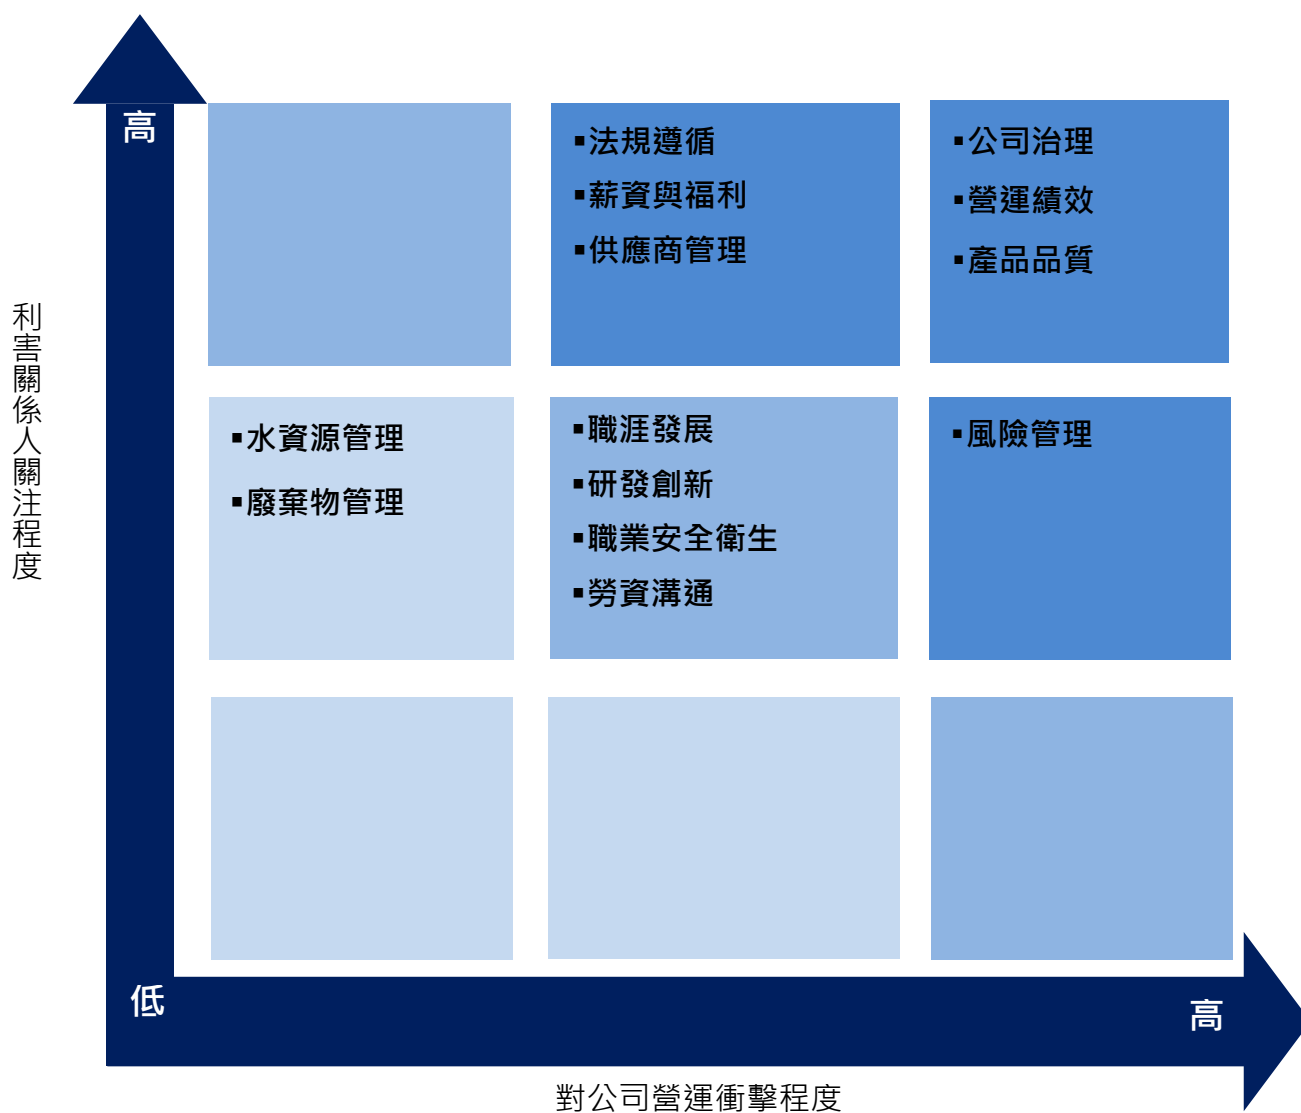 高
▪法規遵循
▪薪資與福利
▪供應商管理
▪公司治理
▪營運績效
▪產品品質
利害關係人關注程度
▪水資源管理
▪廢棄物管理
▪職涯發展
▪研發創新
▪職業安全衛生
▪勞資溝通
▪風險管理
低
高
對公司營運衝擊程度